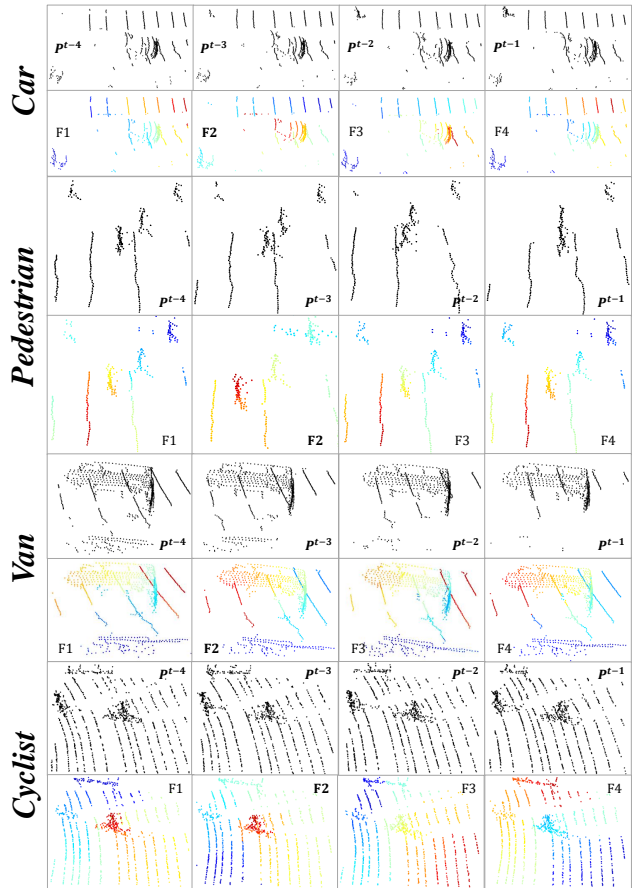 Car
P^{t-4} P^{t-3} P^{t-2} P^{t-1}
F1 F2 F3 F4
Pedestrian
P^{t-4} P^{t-3} P^{t-2} P^{t-1}
F1 F2 F3 F4
Van
P^{t-4} P^{t-3} P^{t-2} P^{t-1}
F1 F2 F3 F4
Cyclist
P^{t-4} P^{t-3} P^{t-2} P^{t-1}
F1 F2 F3 F4